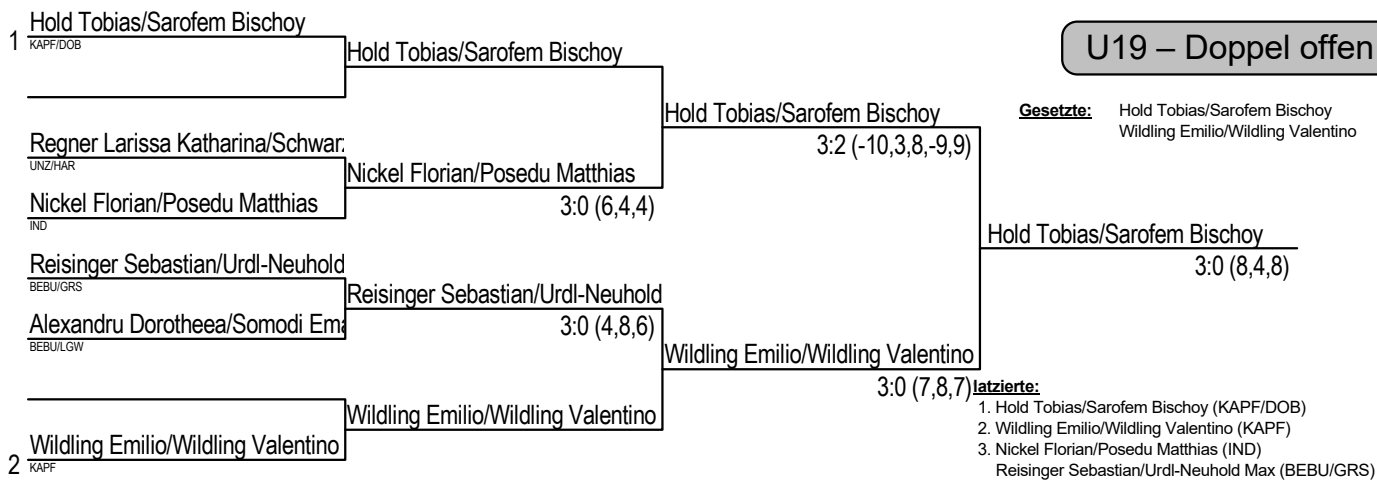 U19 – Doppel offen
Gesetzte: Hold Tobias/Sarofem Bischoy
Wildling Emilio/Wildling Valentino
1 Hold Tobias/Sarofem Bischoy
KAPF/DOB
Regner Larissa Katharina/Schwarz
UNZ/HAR
Nickel Florian/Posedu Matthias
IND
Reisinger Sebastian/Urdl-Neuhold
BEBU/GRS
Alexandru Dorotheea/Somodi Ema
BEBU/LGW
2 Wildling Emilio/Wildling Valentino
KAPF
Hold Tobias/Sarofem Bischoy
Nickel Florian/Posedu Matthias
3:0 (6,4,4)
Reisinger Sebastian/Urdl-Neuhold
3:0 (4,8,6)
Wildling Emilio/Wildling Valentino
Hold Tobias/Sarofem Bischoy
3:2 (-10,3,8,-9,9)
Wildling Emilio/Wildling Valentino
3:0 (7,8,7)
Hold Tobias/Sarofem Bischoy
3:0 (8,4,8)
latzierte:
1. Hold Tobias/Sarofem Bischoy (KAPF/DOB)
2. Wildling Emilio/Wildling Valentino (KAPF)
3. Nickel Florian/Posedu Matthias (IND)
Reisinger Sebastian/Urdl-Neuhold Max (BEBU/GRS)